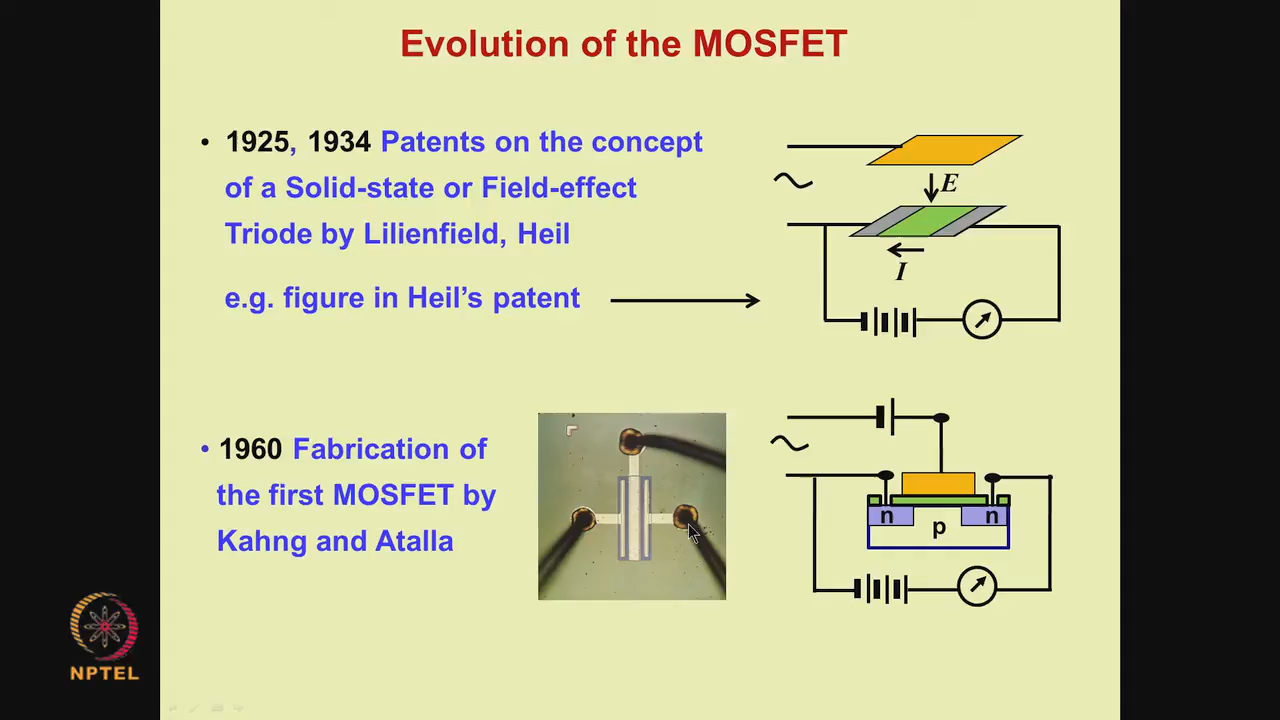 Evolution of the MOSFET
• 1925, 1934 Patents on the concept
of a Solid-state or Field-effect
Triode by Lilienfield, Heil
e.g. figure in Heil's patent
E
I
• 1960 Fabrication of
the first MOSFET by
Kahng and Atalla
n
n
p
NPTEL